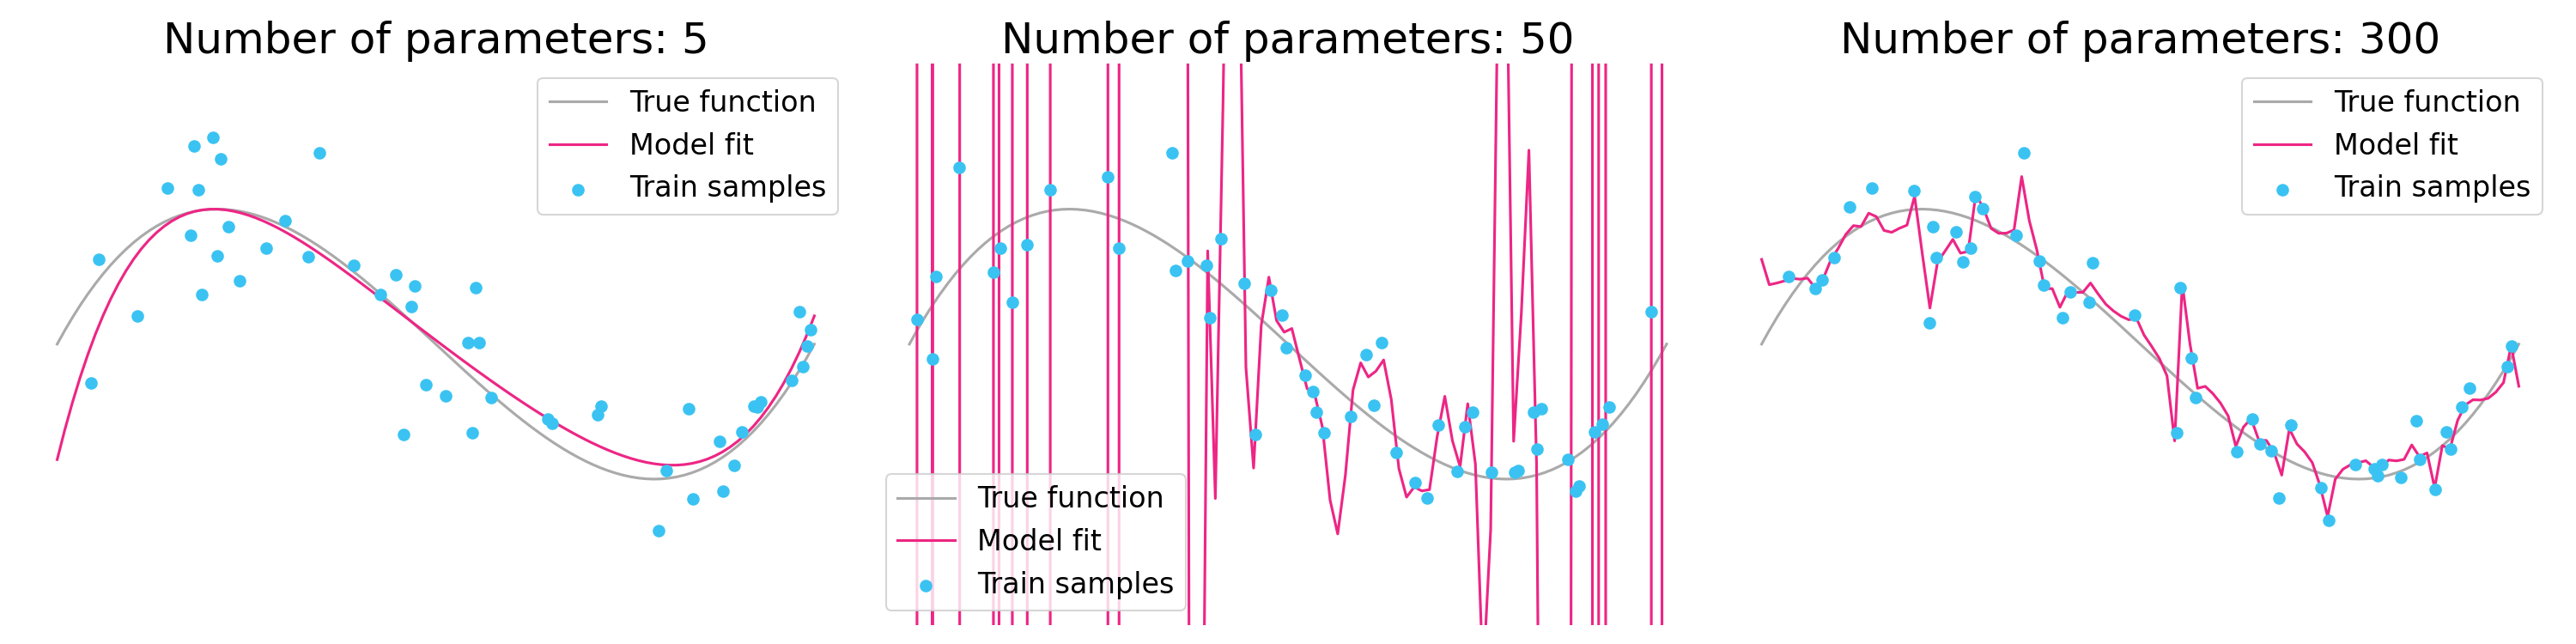 Number of parameters: 5
True function
Model fit
Train samples
Number of parameters: 50
True function
Model fit
Train samples
Number of parameters: 300
True function
Model fit
Train samples